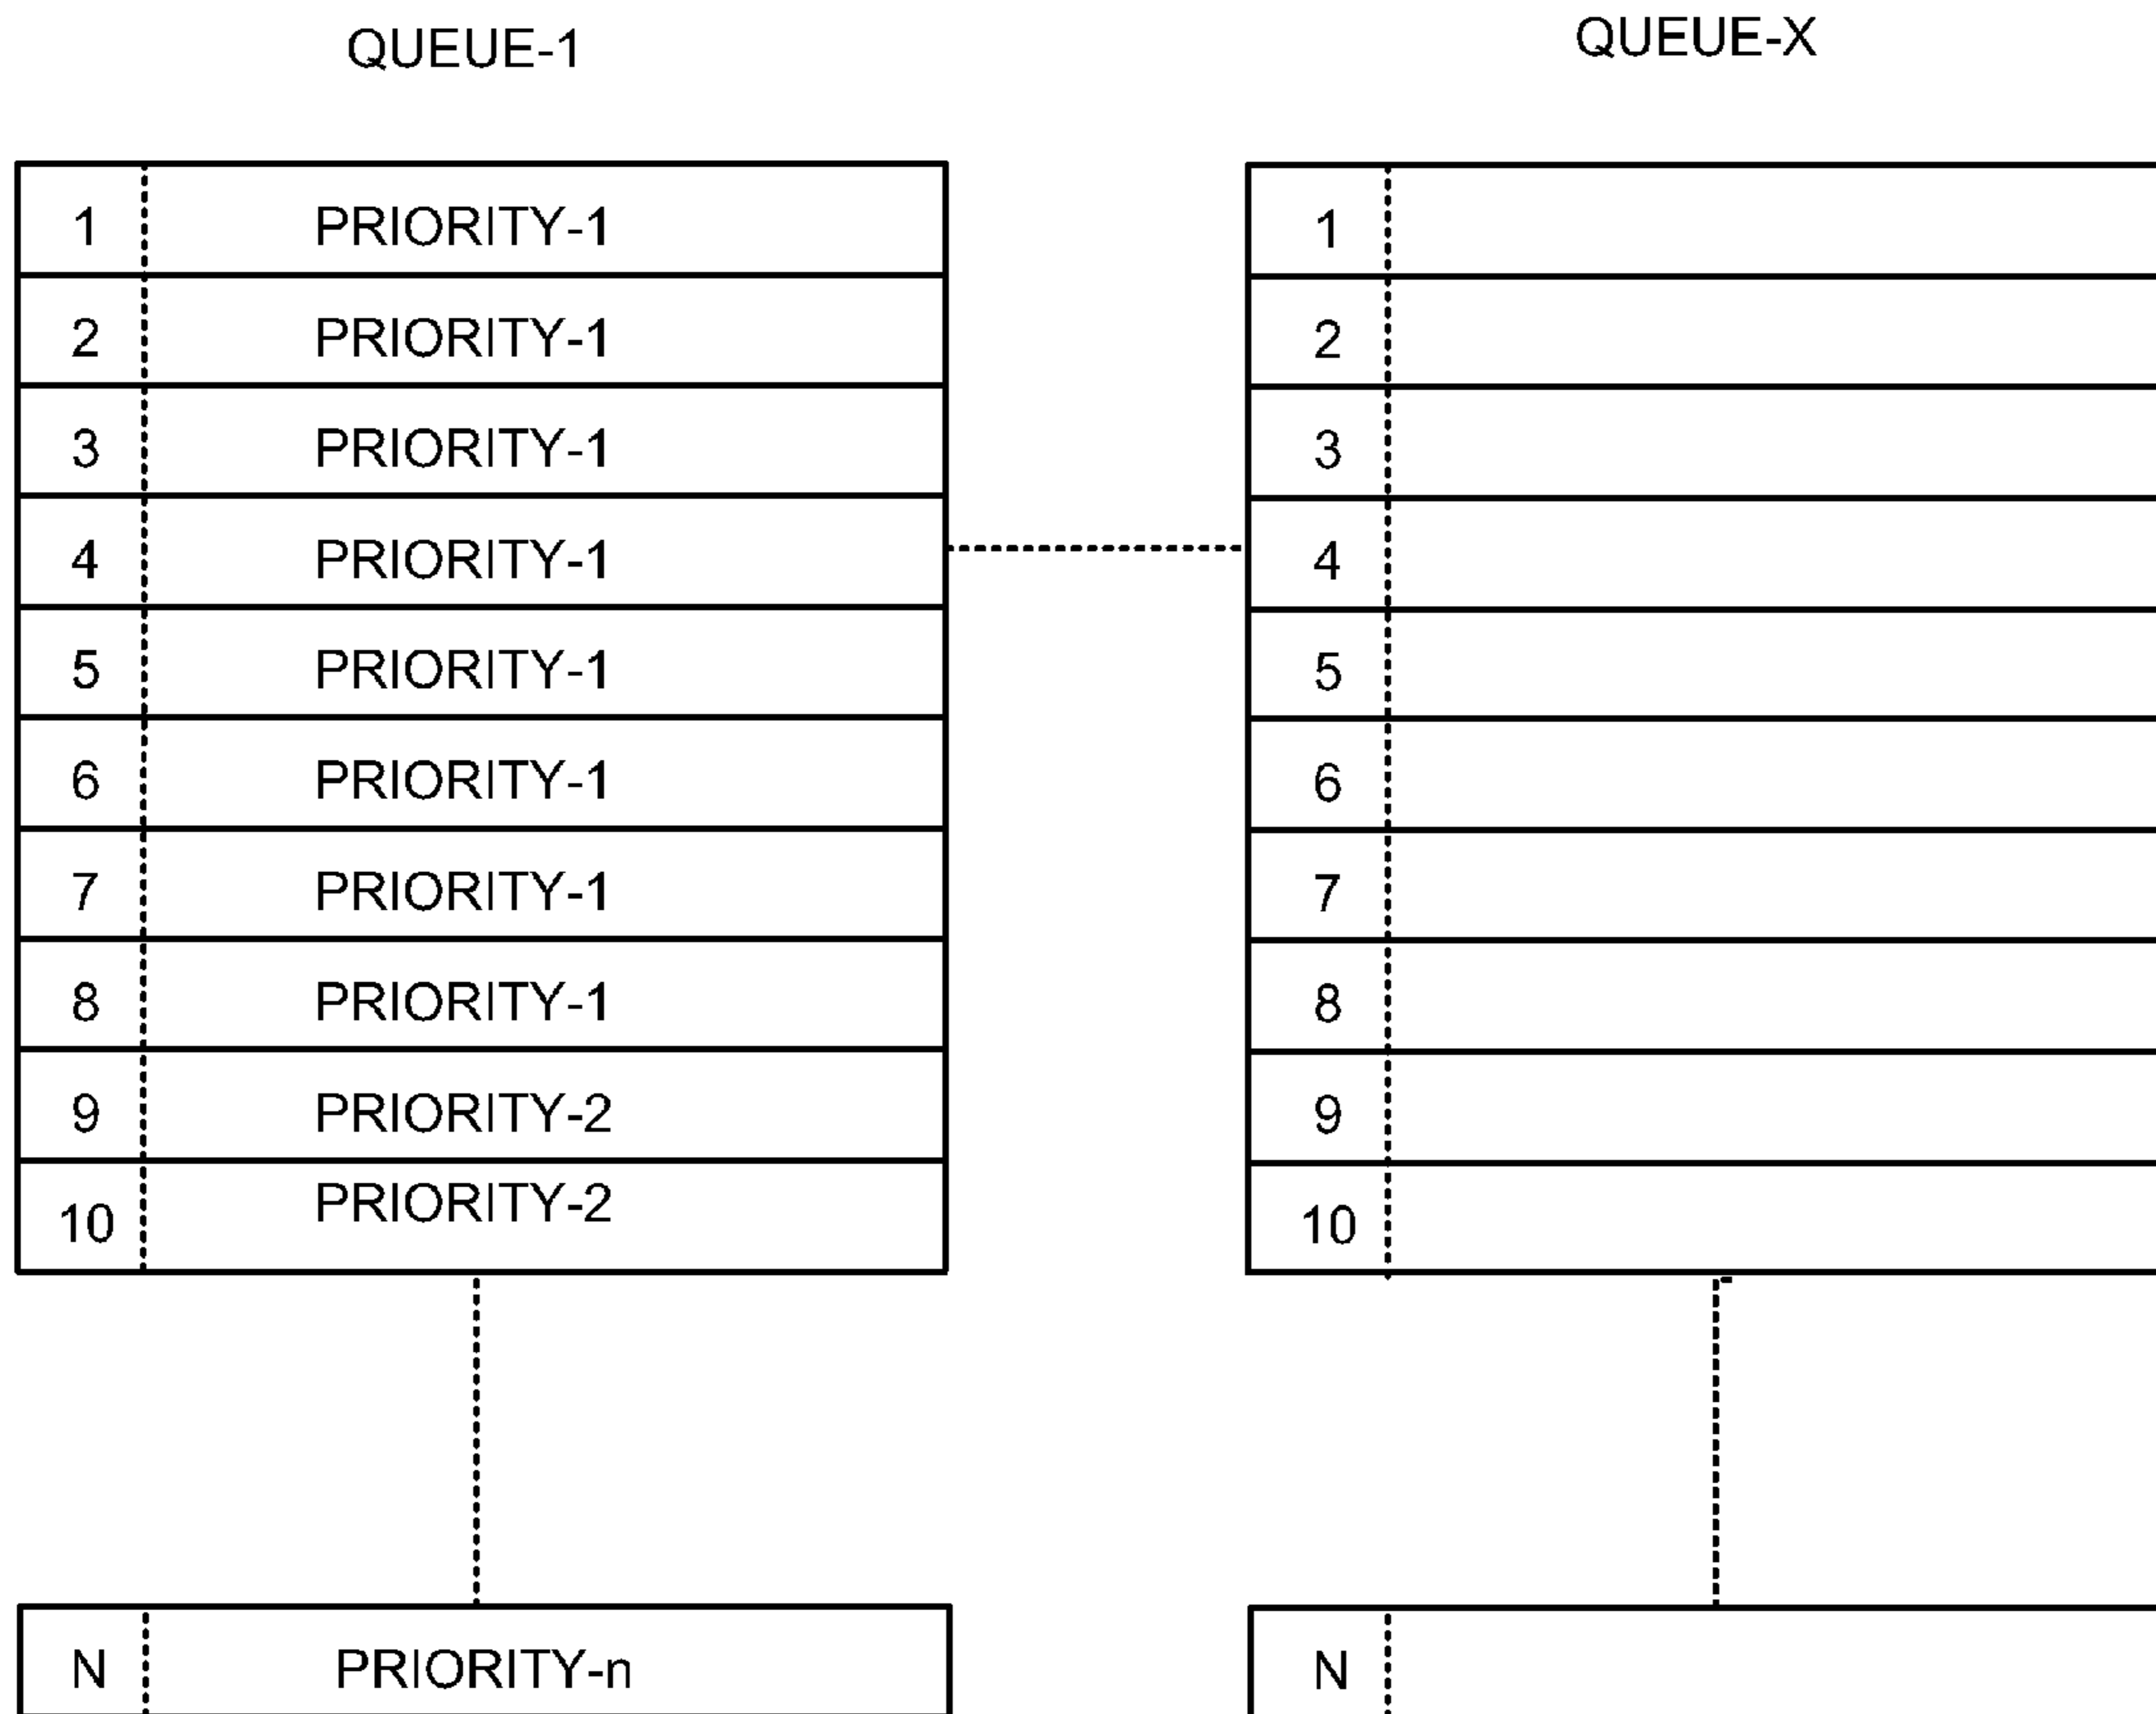 QUEUE-1
1 PRIORITY-1
2 PRIORITY-1
3 PRIORITY-1
4 PRIORITY-1
5 PRIORITY-1
6 PRIORITY-1
7 PRIORITY-1
8 PRIORITY-1
9 PRIORITY-2
10 PRIORITY-2
N PRIORITY-n
QUEUE-X
1
2
3
4
5
6
7
8
9
10
N